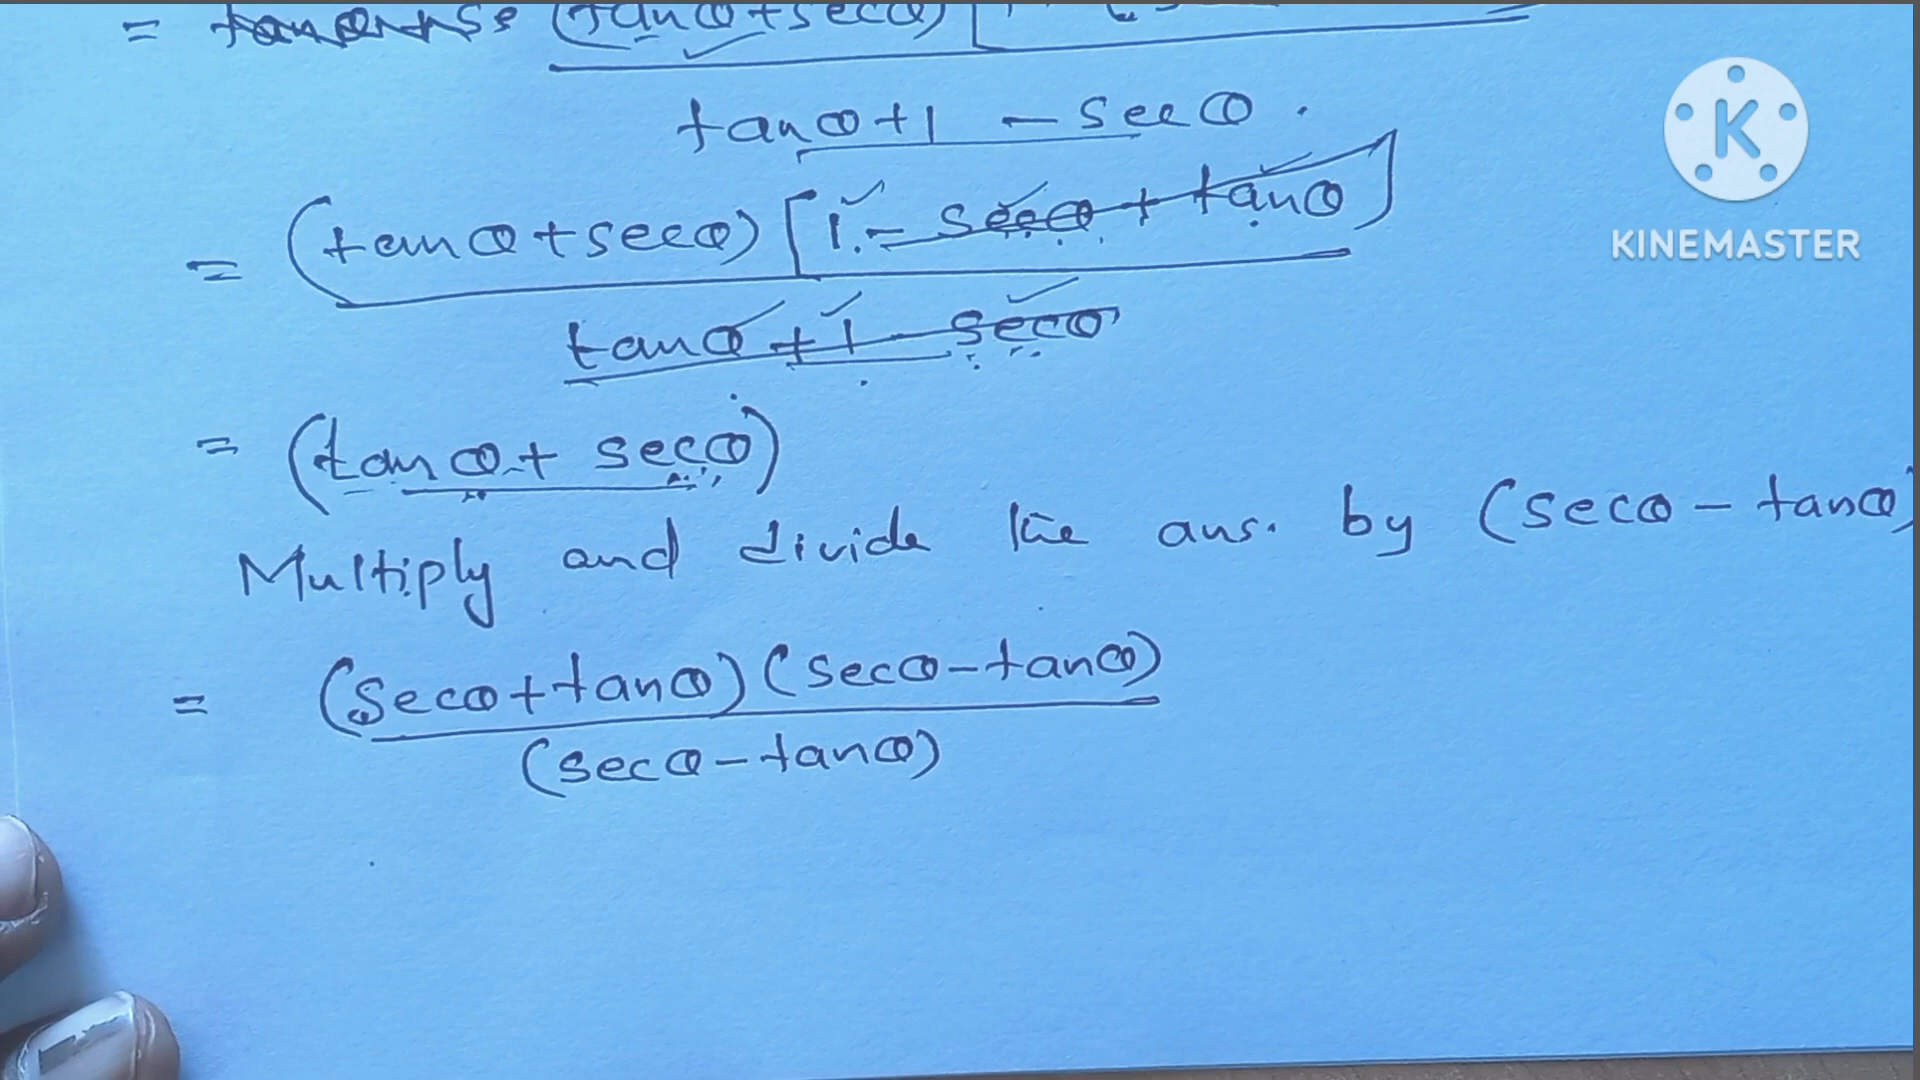 = (tanθ+secθ) [
tanθ+1 - secθ.
= (tanθ+secθ) [1 - secθ + tanθ]
tanθ +1 - secθ
= (tanθ + secθ)
Multiply and divide the ans. by (secθ - tanθ)
= (secθ+tanθ) (secθ-tanθ)
(secθ-tanθ)
K
KINEMASTER